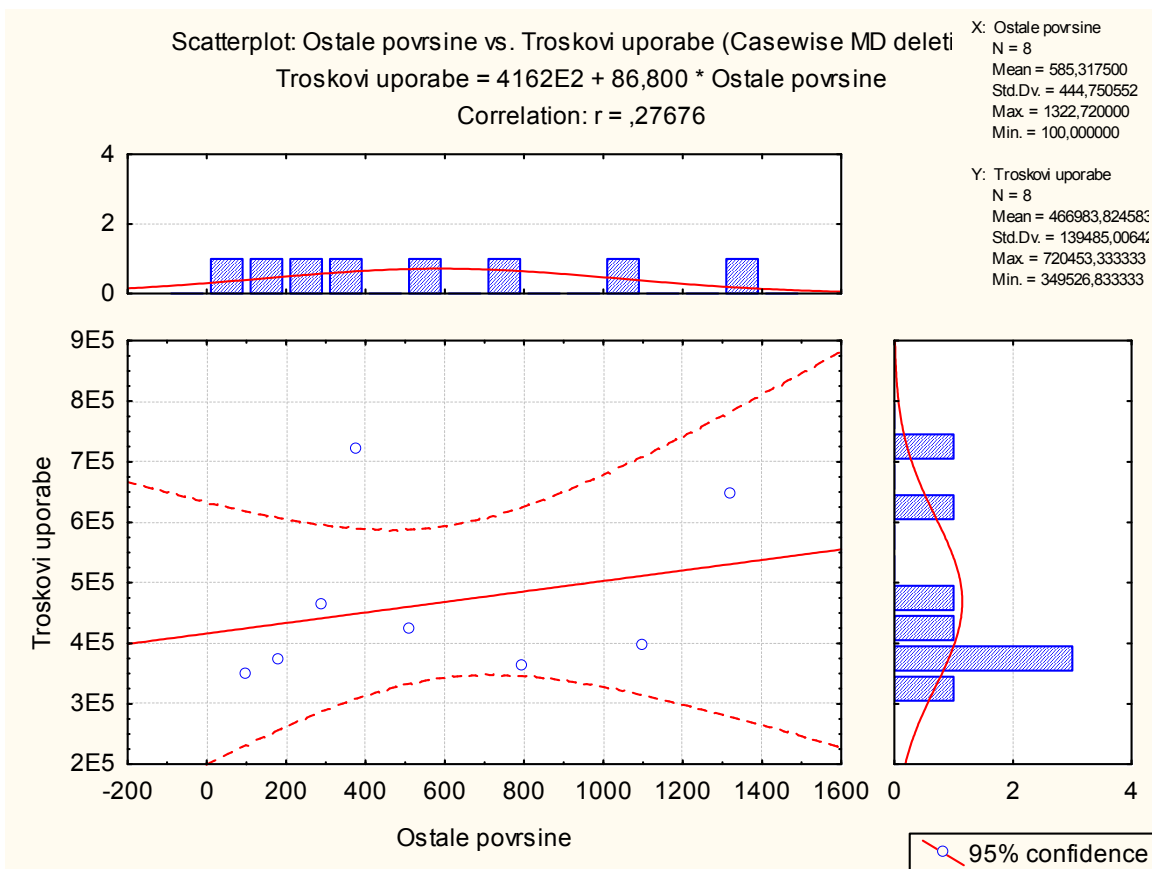 Scatterplot: Ostale povrsine vs. Troskovi uporabe (Casewise MD deleti
Troskovi uporabe = 4162E2 + 86,800 * Ostale povrsine
Correlation: r = ,27676
X: Ostale povrsine
N = 8
Mean = 585,317500
Std.Dv. = 444,750552
Max. = 1322,720000
Min. = 100,000000
Y: Troskovi uporabe
N = 8
Mean = 466983,824583
Std.Dv. = 139485,00642
Max. = 720453,333333
Min. = 349526,833333
4
2
0
9E5
8E5
7E5
6E5
5E5
4E5
3E5
2E5
Troskovi uporabe
-200 0 200 400 600 800 1000 1200 1400 1600
Ostale povrsine
0 2 4
95% confidence